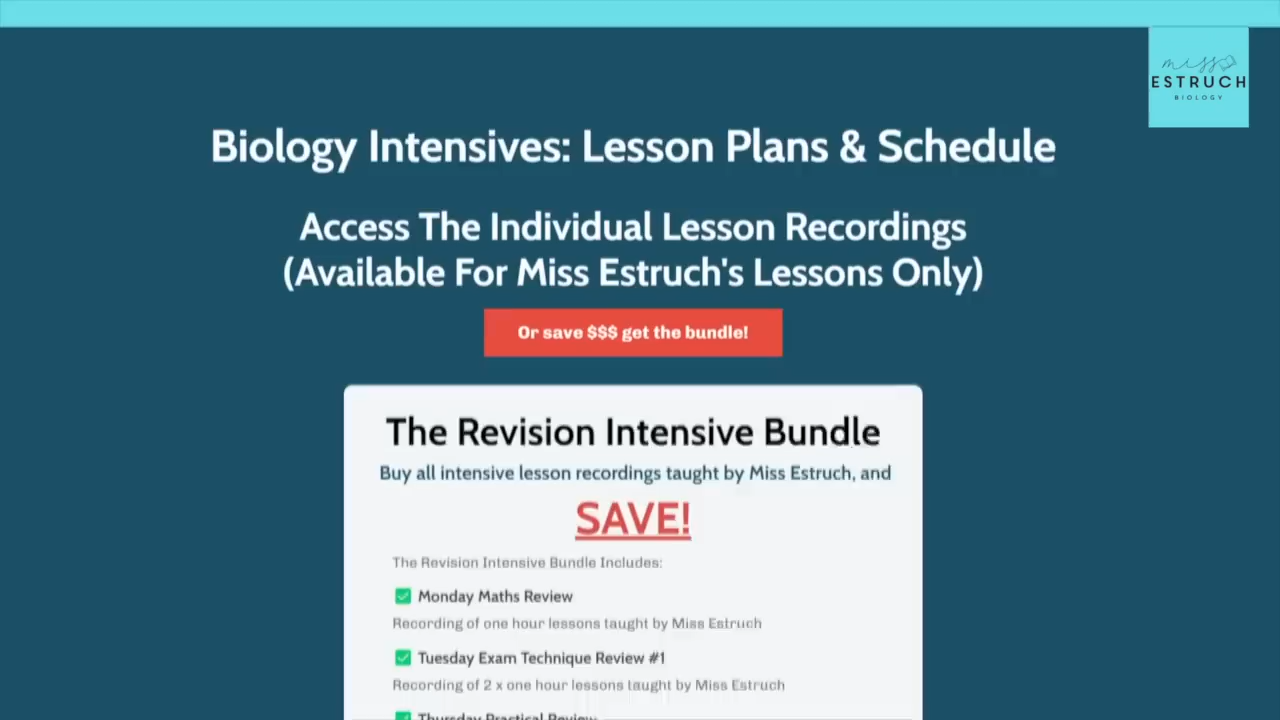 miss
ESTRUCH
BIOLOGY
Biology Intensives: Lesson Plans & Schedule
Access The Individual Lesson Recordings
(Available For Miss Estruch's Lessons Only)
Or save $$$ get the bundle!
The Revision Intensive Bundle
Buy all intensive lesson recordings taught by Miss Estruch, and
SAVE!
The Revision Intensive Bundle Includes:
Monday Maths Review
Recording of one hour lessons taught by Miss Estruch
Tuesday Exam Technique Review #1
Recording of 2 x one hour lessons taught by Miss Estruch
Thursday Practical Review